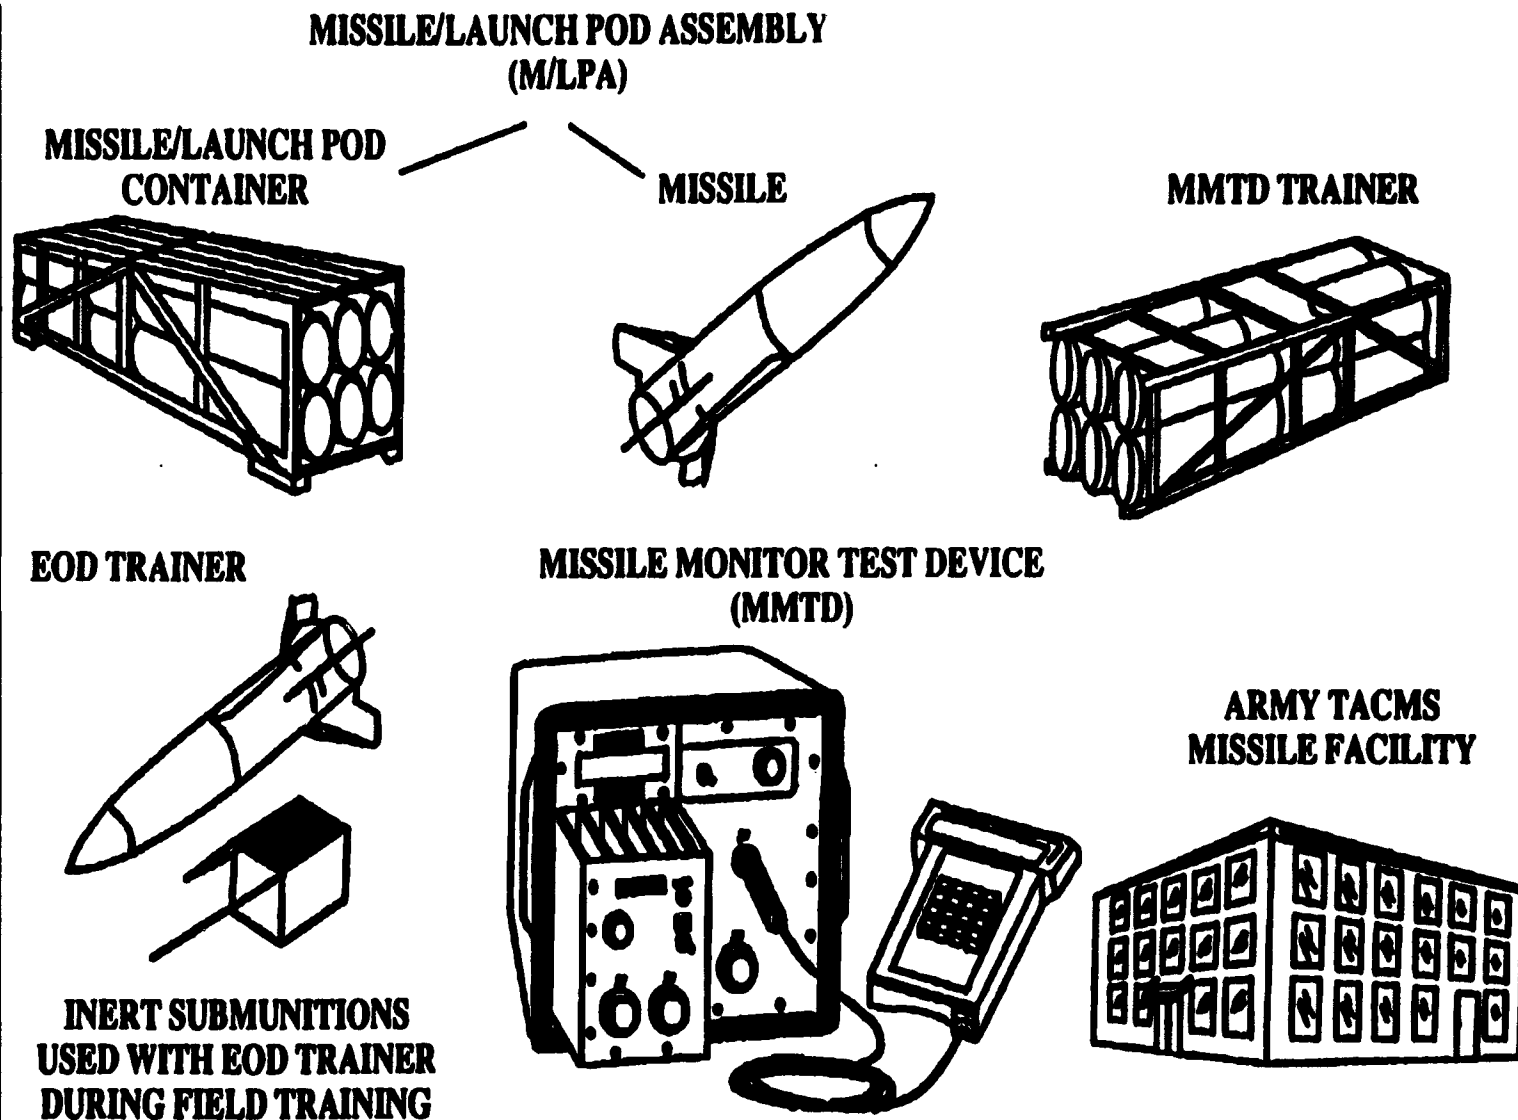 MISSILE/LAUNCH POD ASSEMBLY
(M/LPA)
MISSILE/LAUNCH POD
CONTAINER
MISSILE
MMTD TRAINER
EOD TRAINER
MISSILE MONITOR TEST DEVICE
(MMTD)
ARMY TACMS
MISSILE FACILITY
INERT SUBMUNITIONS
USED WITH EOD TRAINER
DURING FIELD TRAINING